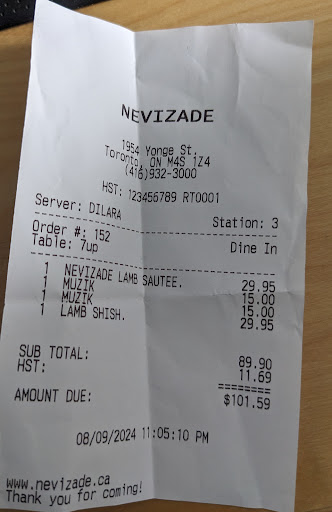 NEVIZADE
1954 Yonge St.
Toronto, ON M4S 1Z4
(416)932-3000
HST: 123456789 RT0001
Server: DILARA Station: 3
Order #: 152 Dine In
Table: 7up
1 NEVIZADE LAMB SAUTEE. 29.95
1 MUZIK 15.00
1 MUZIK 15.00
1 LAMB SHISH. 29.95
SUB TOTAL: 89.90
HST: 11.69
========
AMOUNT DUE: $101.59
08/09/2024 11:05:10 PM
www.nevizade.ca
Thank you for coming!